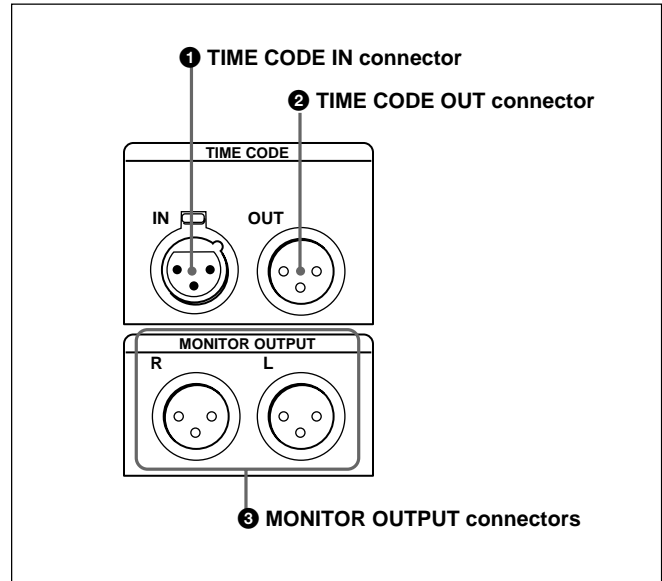 ❶ TIME CODE IN connector
❷ TIME CODE OUT connector
TIME CODE
IN OUT
MONITOR OUTPUT
R L
❸ MONITOR OUTPUT connectors